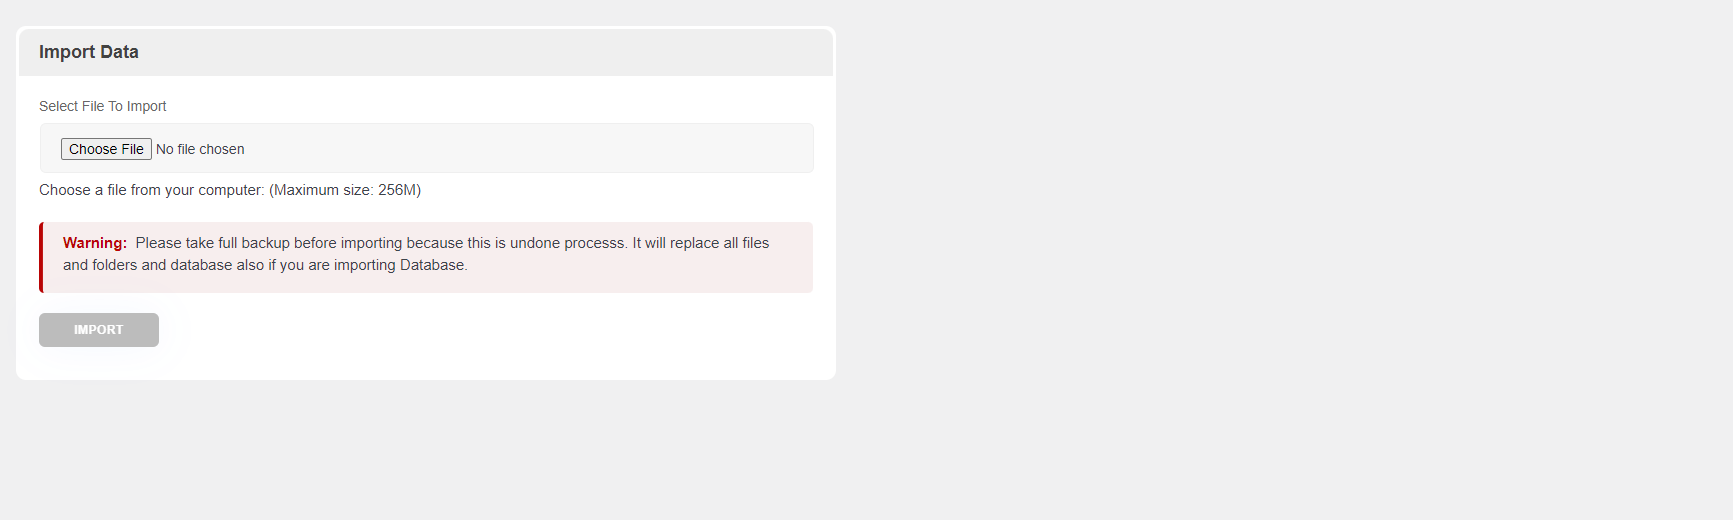 Import Data
Select File To Import
Choose File No file chosen
Choose a file from your computer: (Maximum size: 256M)
Warning: Please take full backup before importing because this is undone processs. It will replace all files
and folders and database also if you are importing Database.
IMPORT